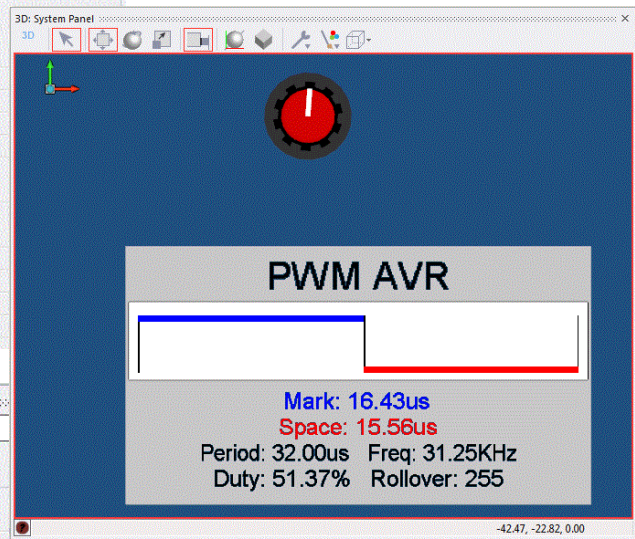 3D: System Panel
3D
PWM AVR
Mark: 16.43us
Space: 15.56us
Period: 32.00us Freq: 31.25KHz
Duty: 51.37% Rollover: 255
-42.47, -22.82, 0.00